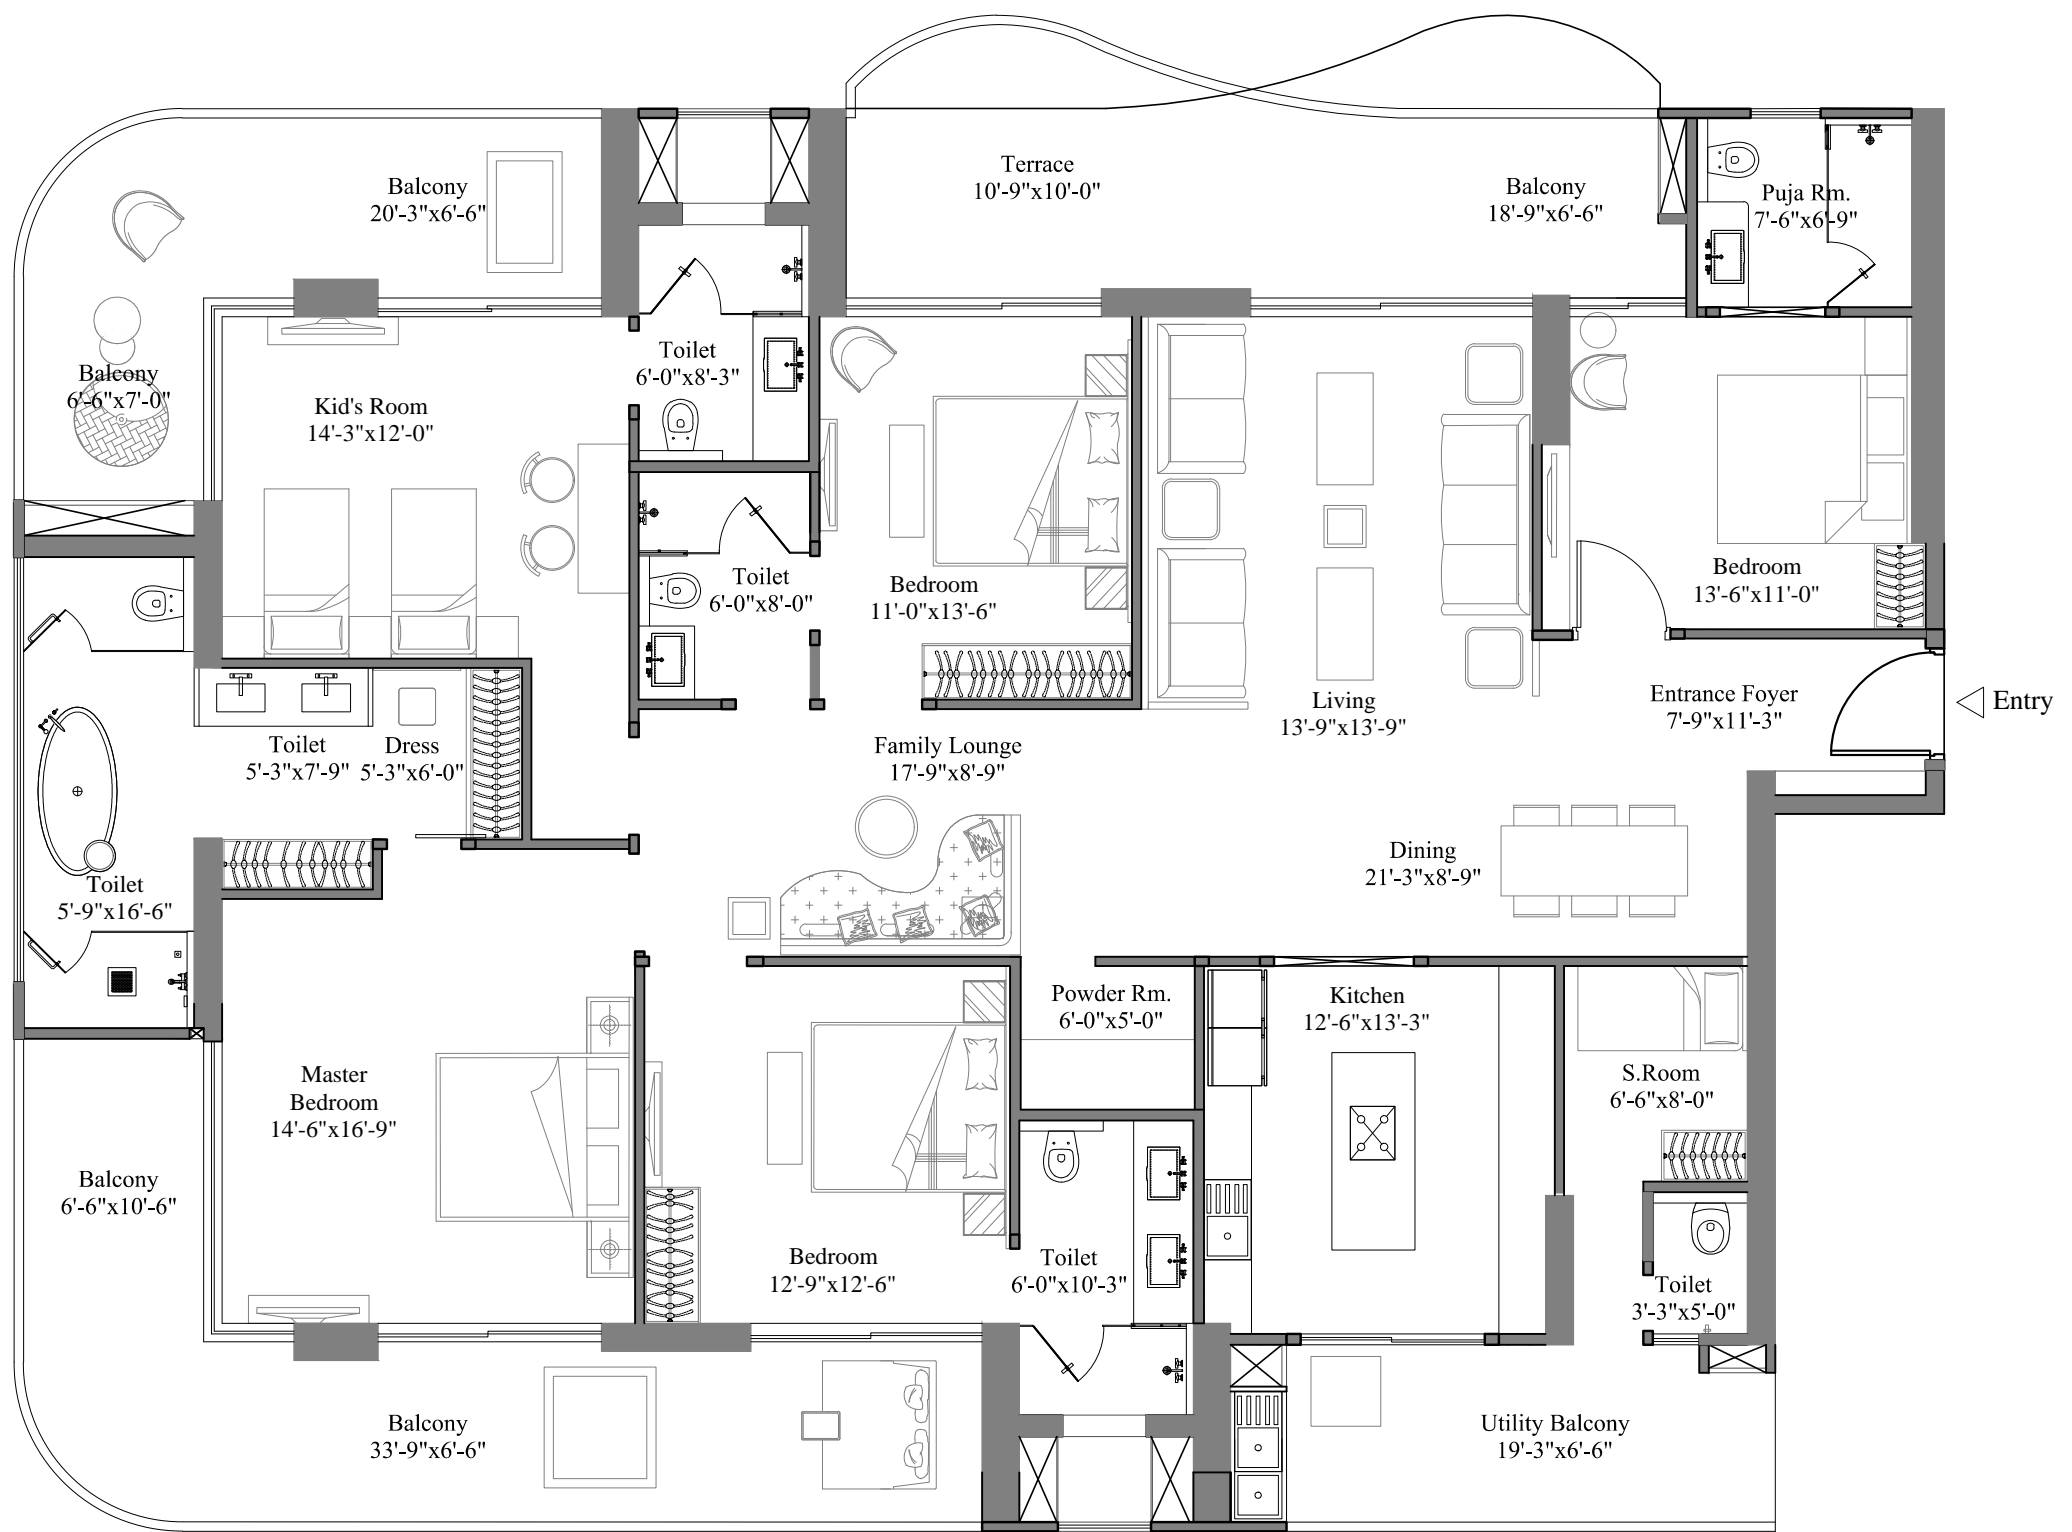 Terrace
10'-9"x10'-0"
Balcony
20'-3"x6'-6"
Balcony
18'-9"x6'-6"
Puja Rm.
7'-6"x6'-9"
Toilet
6'-0"x8'-3"
Balcony
6'-6"x7'-0"
Kid's Room
14'-3"x12'-0"
Toilet
6'-0"x8'-0"
Bedroom
11'-0"x13'-6"
Bedroom
13'-6"x11'-0"
Living
13'-9"x13'-9"
Entrance Foyer
7'-9"x11'-3"
Entry
Toilet
5'-3"x7'-9"
Dress
5'-3"x6'-0"
Family Lounge
17'-9"x8'-9"
Dining
21'-3"x8'-9"
Toilet
5'-9"x16'-6"
Powder Rm.
6'-0"x5'-0"
Kitchen
12'-6"x13'-3"
Master
Bedroom
14'-6"x16'-9"
S.Room
6'-6"x8'-0"
Balcony
6'-6"x10'-6"
Bedroom
12'-9"x12'-6"
Toilet
6'-0"x10'-3"
Toilet
3'-3"x5'-0"
Balcony
33'-9"x6'-6"
Utility Balcony
19'-3"x6'-6"